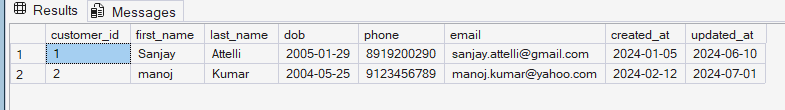 Results Messages
customer_id first_name last_name dob phone email created_at updated_at
1 1 Sanjay Attelli 2005-01-29 8919200290 sanjay.attelli@gmail.com 2024-01-05 2024-06-10
2 2 manoj Kumar 2004-05-25 9123456789 manoj.kumar@yahoo.com 2024-02-12 2024-07-01